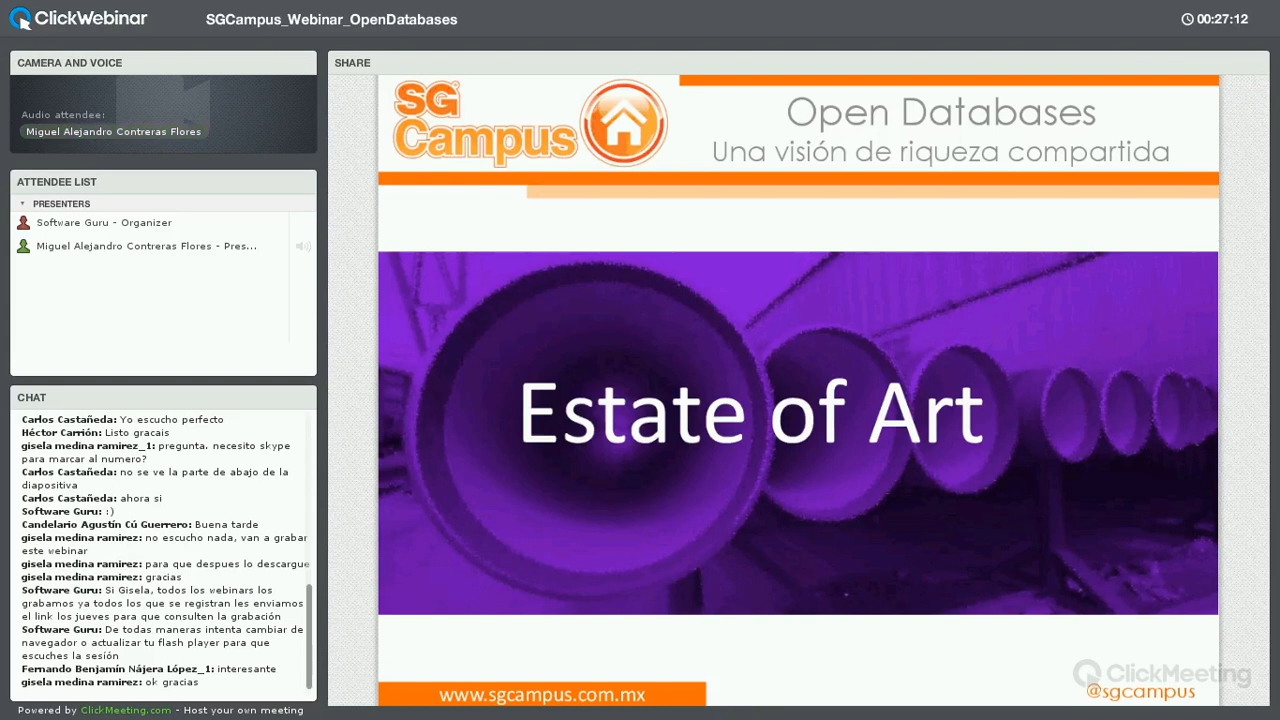 ClickWebinar
SGCampus_Webinar_OpenDatabases
00:27:12
CAMERA AND VOICE
Audio attendee:
Miguel Alejandro Contreras Flores
ATTENDEE LIST
PRESENTERS
Software Guru - Organizer
Miguel Alejandro Contreras Flores - Pres...
CHAT
Carlos Castañeda: Yo escucho perfecto
Héctor Carrión: Listo gracais
gisela medina ramirez_1: pregunta, necesito skype
para marcar al numero?
Carlos Castañeda: no se ve la parte de abajo de la
diapositiva
Carlos Castañeda: ahora si
Software Guru: :)
Candelario Agustín Cú Guerrero: Buena tarde
gisela medina ramirez: no escucho nada, van a grabar
este webinar
gisela medina ramirez: para que despues lo descargue
gisela medina ramirez: gracias
Software Guru: Si Gisela, todos los webinars los
grabamos ya todos los que se registran les enviamos
el link los jueves para que consulten la grabación
Software Guru: De todas maneras intenta cambiar de
navegador o actualizar tu flash player para que
escuches la sesión
Fernando Benjamín Nájera López_1: interesante
gisela medina ramirez: ok gracias
Powered by ClickMeeting.com - Host your own meeting
SHARE
SG
Campus
Open Databases
Una visión de riqueza compartida
Estate of Art
www.sgcampus.com.mx
ClickMeeting
@sgcampus